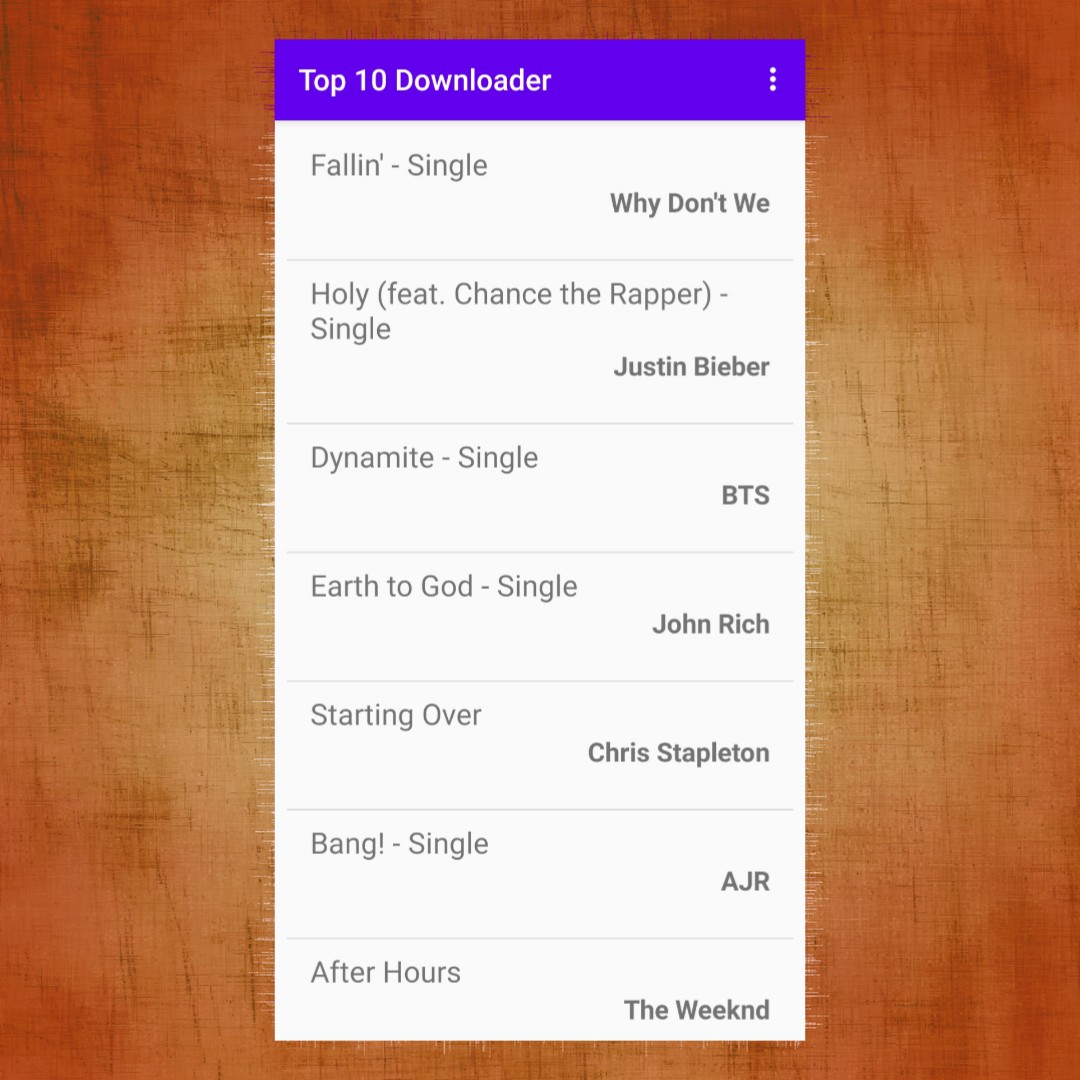 Top 10 Downloader
Fallin' - Single
Why Don't We
Holy (feat. Chance the Rapper) -
Single
Justin Bieber
Dynamite - Single
BTS
Earth to God - Single
John Rich
Starting Over
Chris Stapleton
Bang! - Single
AJR
After Hours
The Weeknd